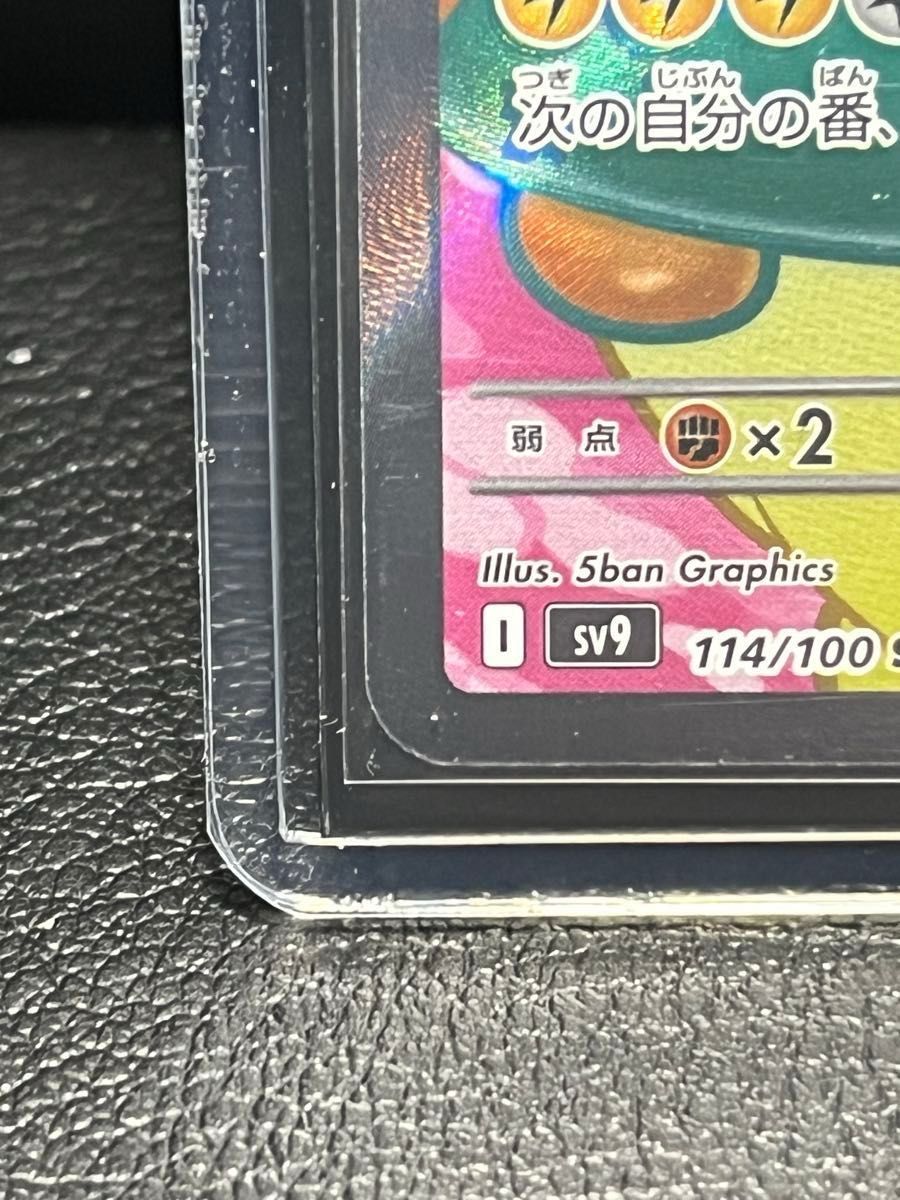 つぎ じぶん ばん
次の自分の番、
弱点 ×2
Illus. 5ban Graphics
I sv9 114/100